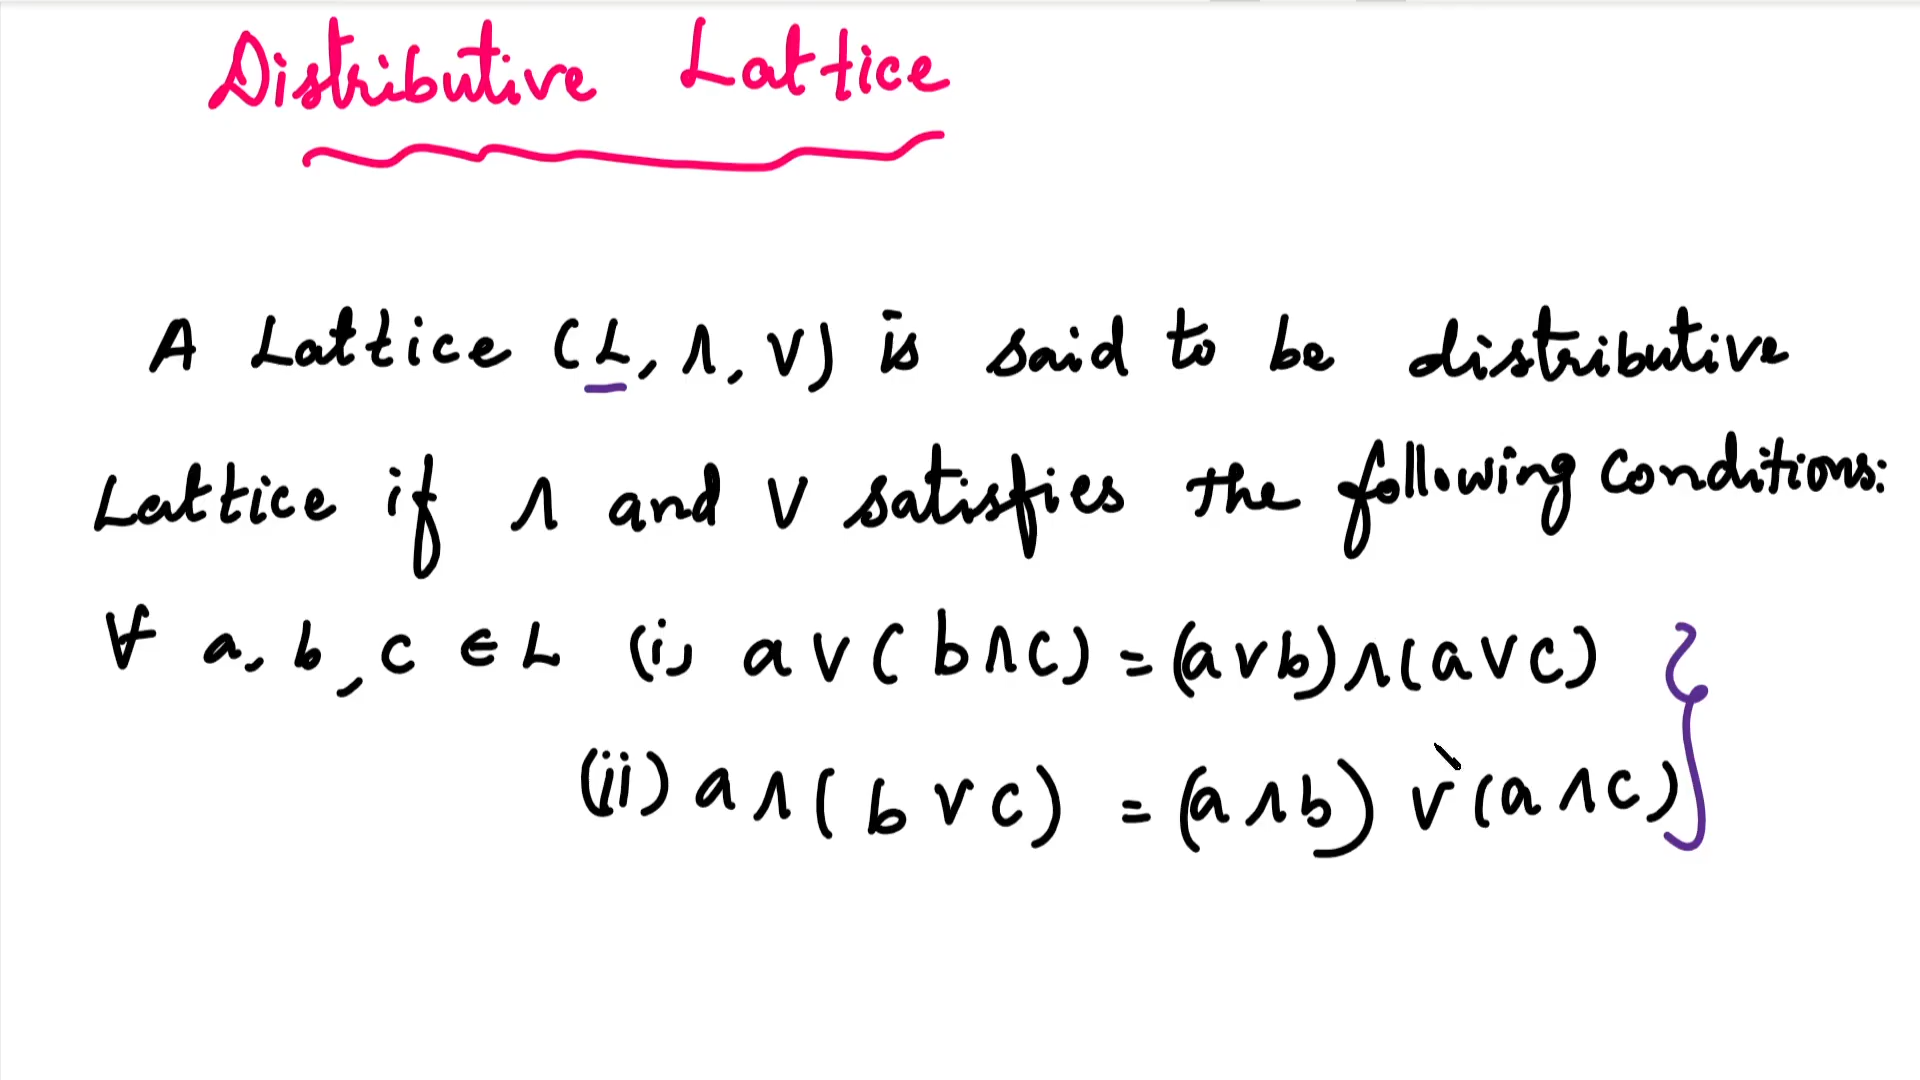 Distributive Lattice
A Lattice (L, ∧, ∨) is said to be distributive
Lattice if ∧ and ∨ satisfies the following conditions:
∀ a, b, c ∈ L (i) a ∨ (b ∧ c) = (a ∨ b) ∧ (a ∨ c)
(ii) a ∧ (b ∨ c) = (a ∧ b) ∨ (a ∧ c)